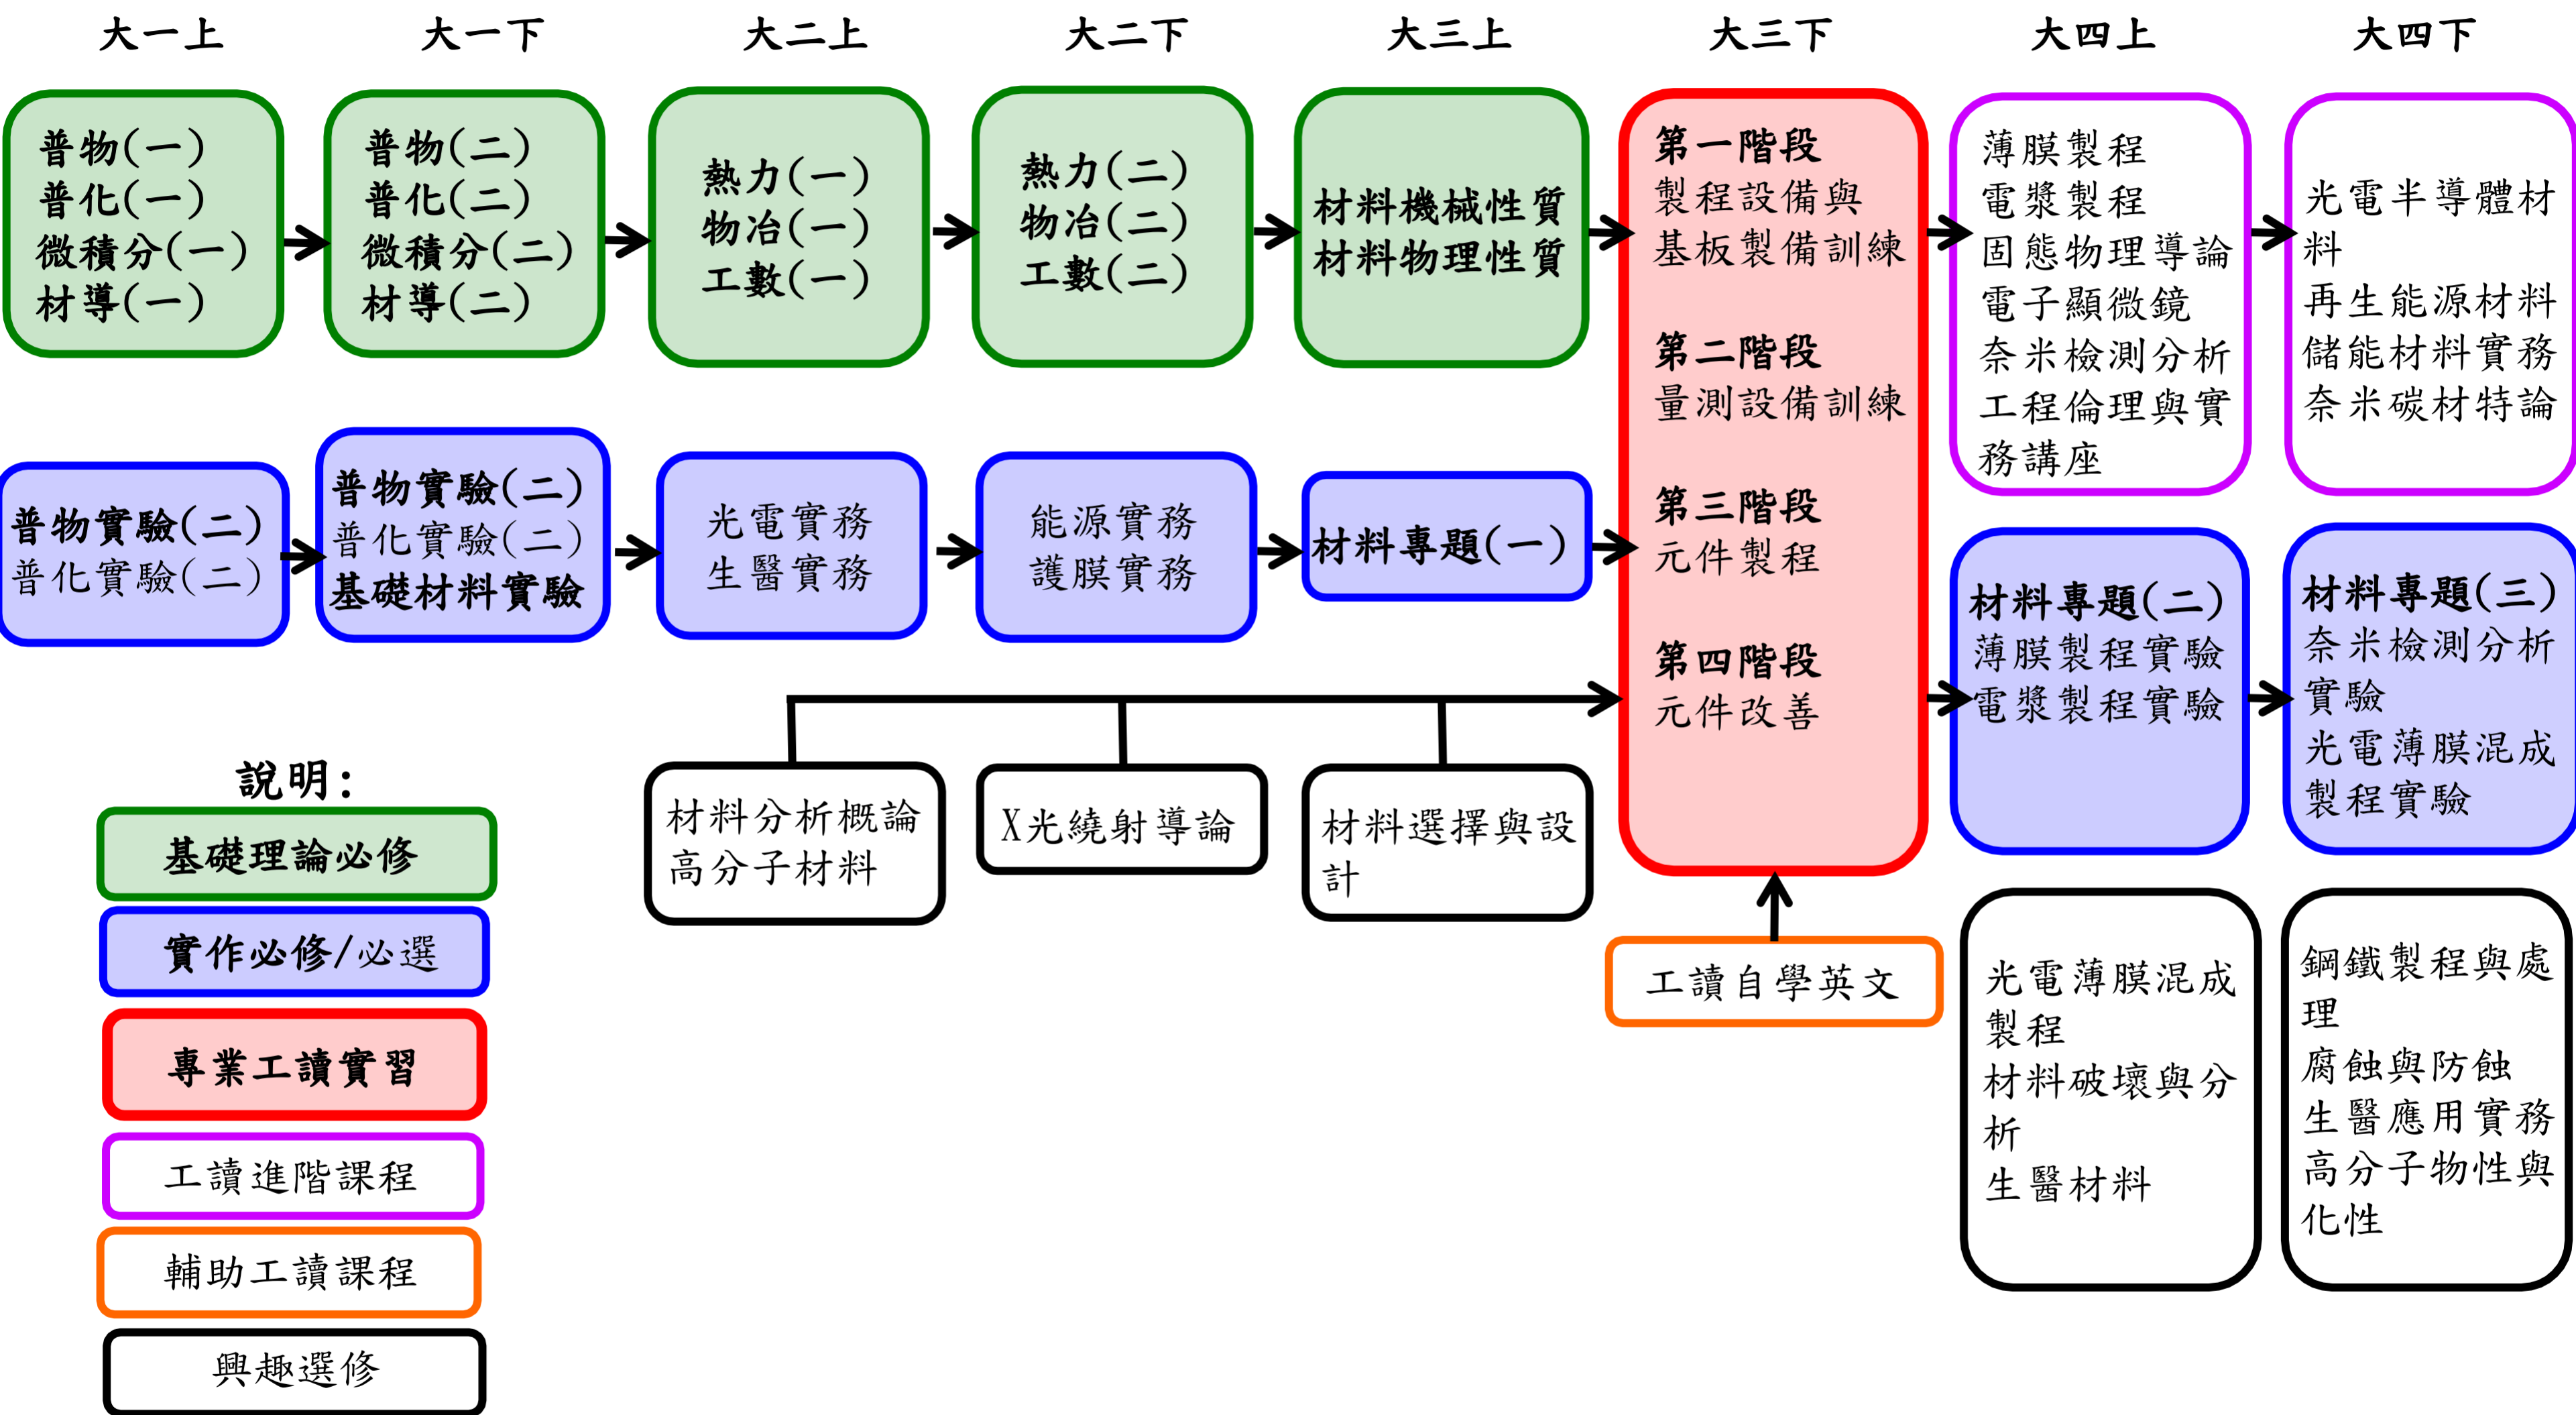 大一上
大一下
大二上
大二下
大三上
大三下
大四上
大四下
普物(一)
普化(一)
微積分(一)
材導(一)
普物(二)
普化(二)
微積分(二)
材導(二)
熱力(一)
物冶(一)
工數(一)
熱力(二)
物冶(二)
工數(二)
材料機械性質
材料物理性質
第一階段
製程設備與
基板製備訓練
第二階段
量測設備訓練
第三階段
元件製程
第四階段
元件改善
薄膜製程
電漿製程
固態物理導論
電子顯微鏡
奈米檢測分析
工程倫理與實
務講座
光電半導體材
料
再生能源材料
儲能材料實務
奈米碳材特論
普物實驗(二)
普化實驗(二)
普物實驗(二)
普化實驗(二)
基礎材料實驗
光電實務
生醫實務
能源實務
護膜實務
材料專題(一)
材料專題(二)
薄膜製程實驗
電漿製程實驗
材料專題(三)
奈米檢測分析
實驗
光電薄膜混成
製程實驗
材料分析概論
高分子材料
X光繞射導論
材料選擇與設
計
工讀自學英文
光電薄膜混成
製程
材料破壞與分
析
生醫材料
鋼鐵製程與處
理
腐蝕與防蝕
生醫應用實務
高分子物性與
化性
說明:
基礎理論必修
實作必修/必選
專業工讀實習
工讀進階課程
輔助工讀課程
興趣選修